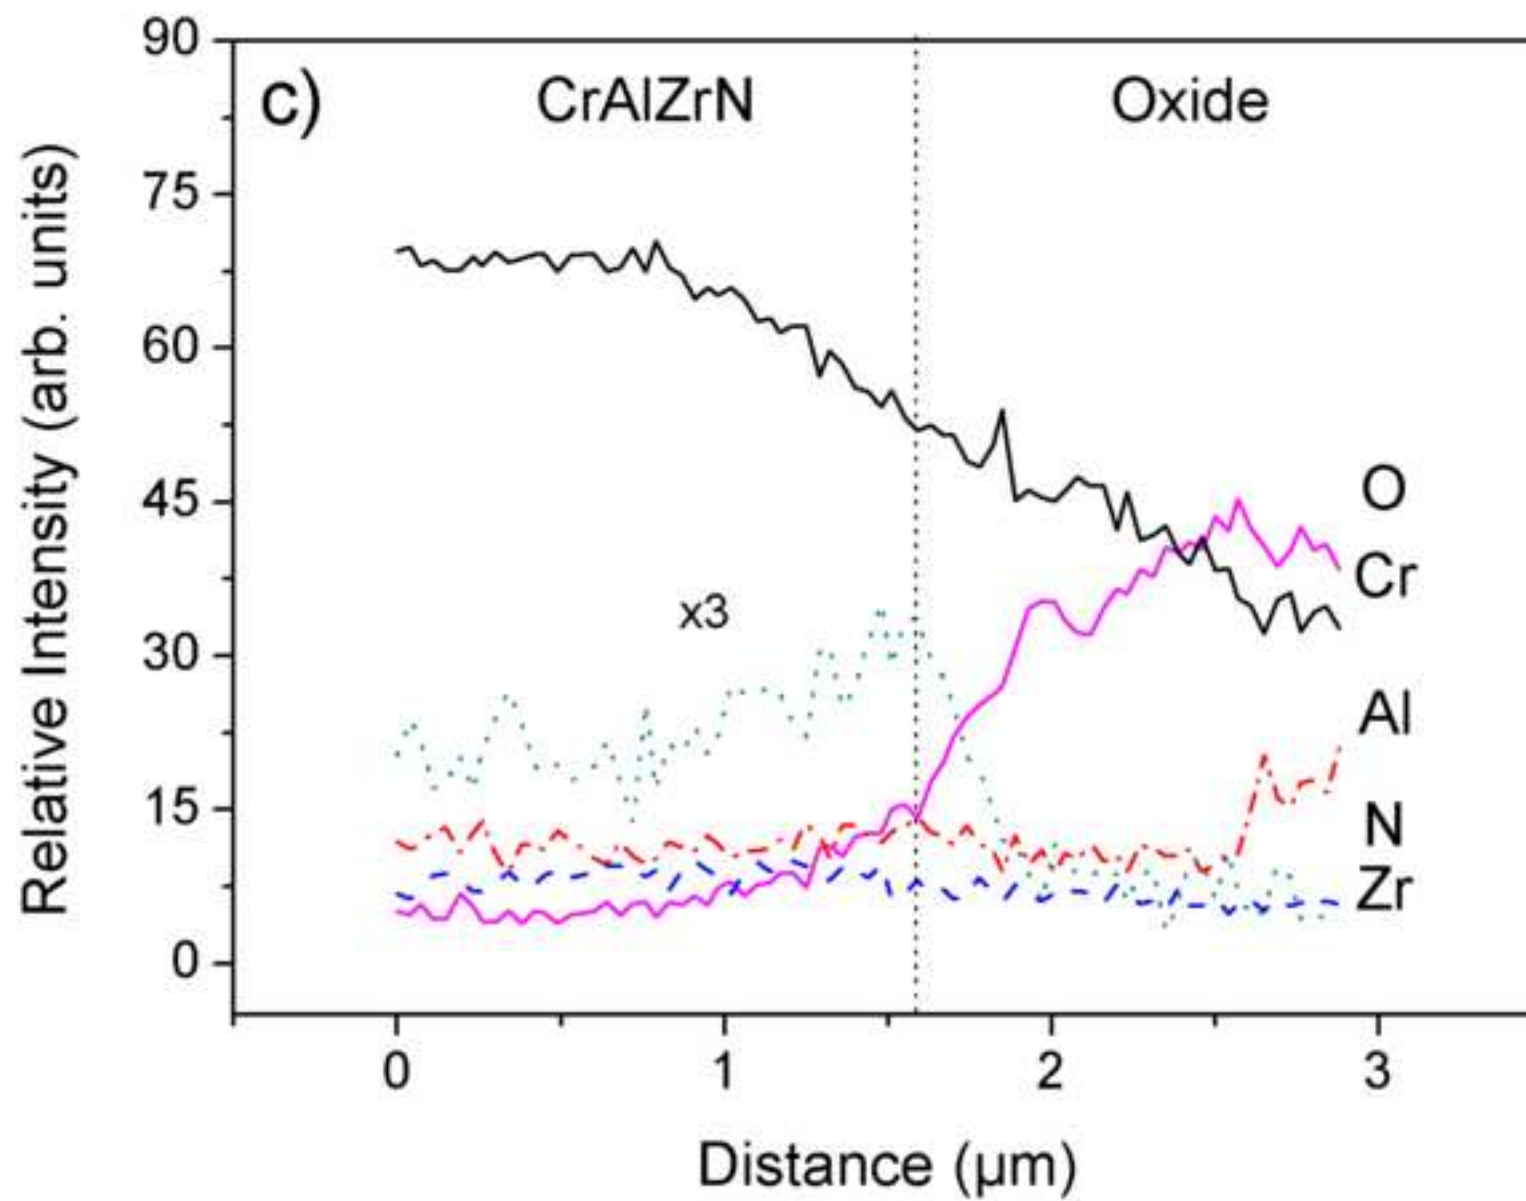 90
c) CrAlZrN Oxide
75
60
45
30
15
0
Relative Intensity (arb. units)
x3
O
Cr
Al
N
Zr
0 1 2 3
Distance (µm)